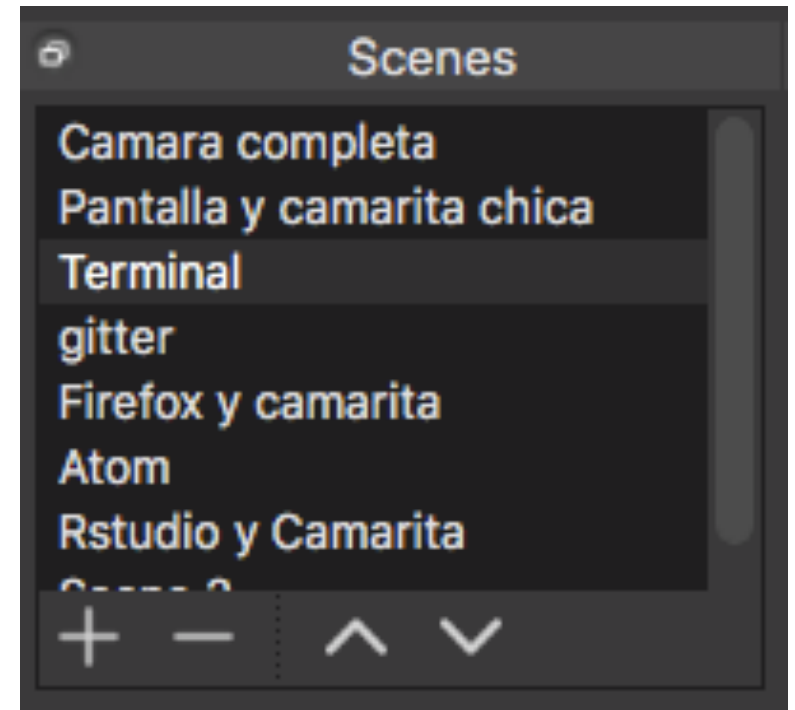 Scenes
Camara completa
Pantalla y camarita chica
Terminal
gitter
Firefox y camarita
Atom
Rstudio y Camarita